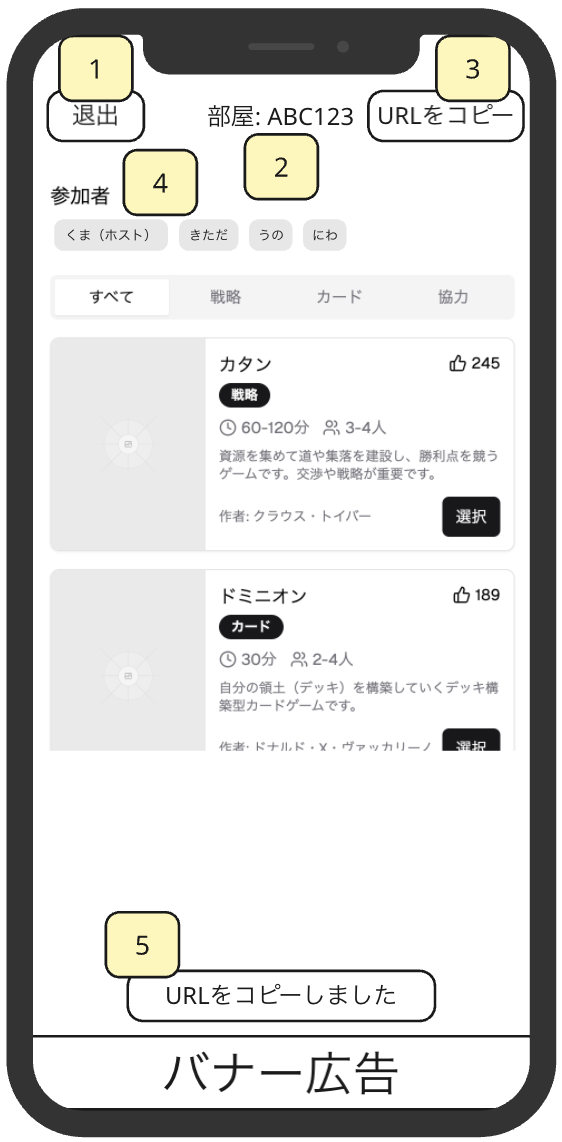 1
3
退出
部屋: ABC123
URLをコピー
2
4
参加者
くま（ホスト）
きただ
うの
にわ
すべて
戦略
カード
協力
カタン
245
戦略
60-120分
3-4人
資源を集めて道や集落を建設し、勝利点を競う
ゲームです。交渉や戦略が重要です。
作者: クラウス・トイバー
選択
ドミニオン
189
カード
30分
2-4人
自分の領土（デッキ）を構築していくデッキ構
築型カードゲームです。
作者: ドナルド・X・ヴァッカリーノ
選択
5
URLをコピーしました
バナー広告